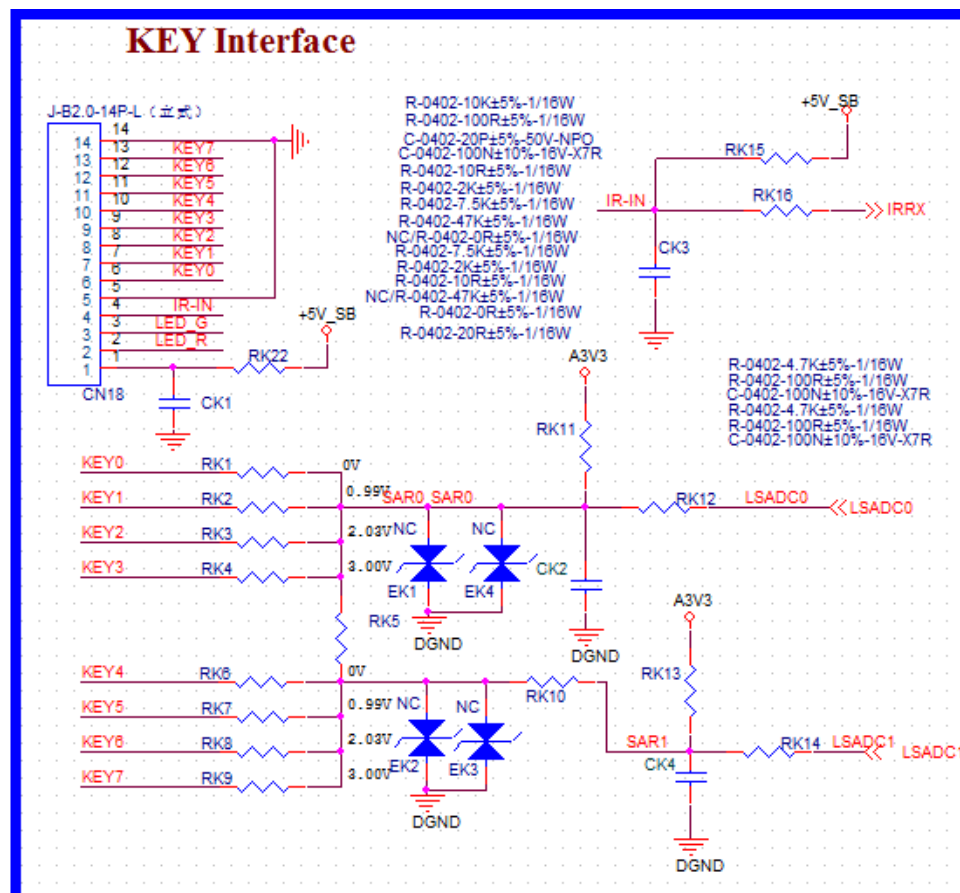 KEY Interface
J-B2.0-14P-L（立式）
14
14
13
KEY7
13
12
KEY6
12
11
KEY5
11
10
KEY4
10
9
KEY3
9
8
KEY2
8
7
KEY1
7
6
KEY0
6
5
5
4
IR-IN
4
3
LED_G
3
2
LED_R
2
1
1
CN18
CK1
RK22
+5V_SB
R-0402-10K±5%-1/16W
R-0402-100R±5%-1/16W
C-0402-20P±5%-50V-NPO
C-0402-100N±10%-16V-X7R
R-0402-10R±5%-1/16W
R-0402-2K±5%-1/16W
R-0402-7.5K±5%-1/16W
R-0402-47K±5%-1/16W
NC/R-0402-0R±5%-1/16W
R-0402-7.5K±5%-1/16W
R-0402-2K±5%-1/16W
R-0402-10R±5%-1/16W
NC/R-0402-47K±5%-1/16W
R-0402-0R±5%-1/16W
R-0402-20R±5%-1/16W
+5V_SB
RK15
RK16
IR-IN
IRRX
CK3
A3V3
RK11
R-0402-4.7K±5%-1/16W
R-0402-100R±5%-1/16W
C-0402-100N±10%-16V-X7R
R-0402-4.7K±5%-1/16W
R-0402-100R±5%-1/16W
C-0402-100N±10%-16V-X7R
KEY0 RK1 0V
KEY1 RK2 0.99V SAR0 SAR0 RK12 LSADC0 LSADC0
KEY2 RK3 2.03V NC NC
KEY3 RK4 3.00V EK1 EK4 CK2
RK5 DGND DGND
A3V3
KEY4 RK6 0V RK10 RK13
KEY5 RK7 0.99V NC NC
KEY6 RK8 2.03V SAR1 RK14 LSADC1 LSADC1
KEY7 RK9 3.00V EK2 EK3 CK4
DGND
DGND